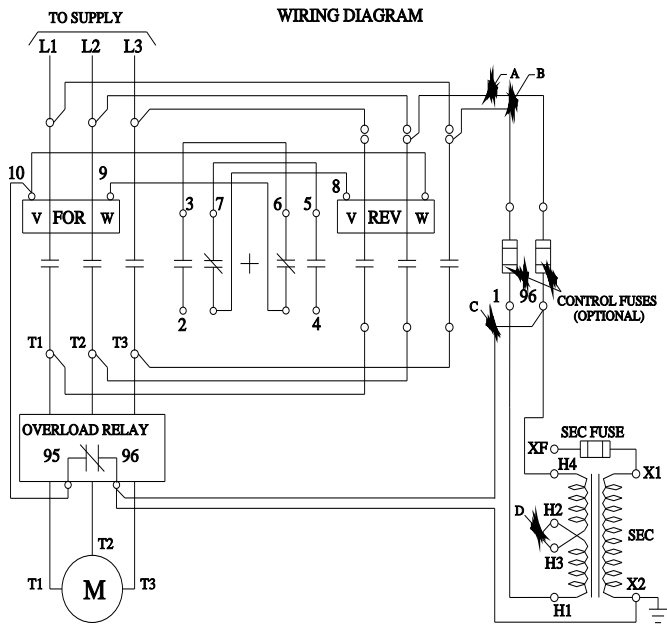 WIRING DIAGRAM
TO SUPPLY
L1 L2 L3
A B
10 9 3 7 6 5 8
V FOR W
V REV W
2 4
1 96
C
CONTROL FUSES
(OPTIONAL)
T1 T2 T3
OVERLOAD RELAY
95 96
SEC FUSE
XF
H4 X1
D H2
H3
SEC
T2
T1 M T3
X2
H1